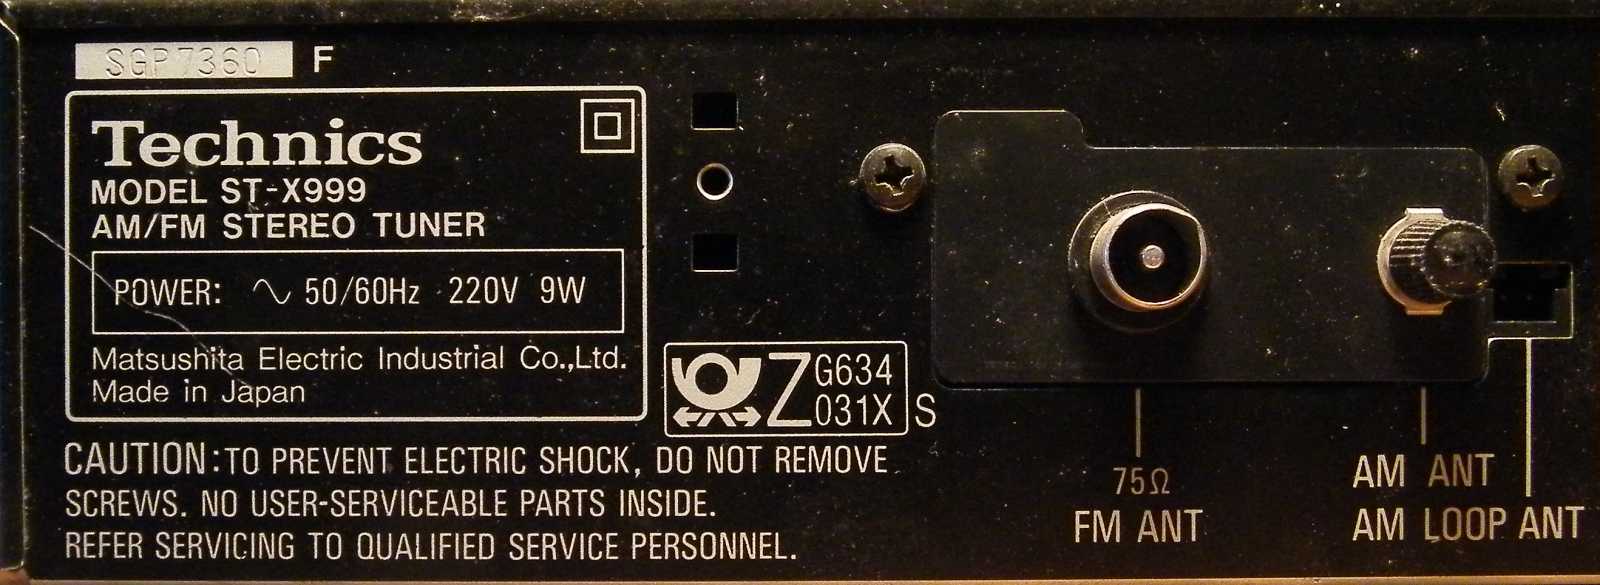 SGP7360 F
Technics
MODEL ST-X999
AM/FM STEREO TUNER
POWER: ∿ 50/60Hz 220V 9W
Matsushita Electric Industrial Co.,Ltd.
Made in Japan
Z G634
031X S
CAUTION:TO PREVENT ELECTRIC SHOCK, DO NOT REMOVE
SCREWS. NO USER-SERVICEABLE PARTS INSIDE.
REFER SERVICING TO QUALIFIED SERVICE PERSONNEL.
75Ω
FM ANT
AM ANT
AM LOOP ANT